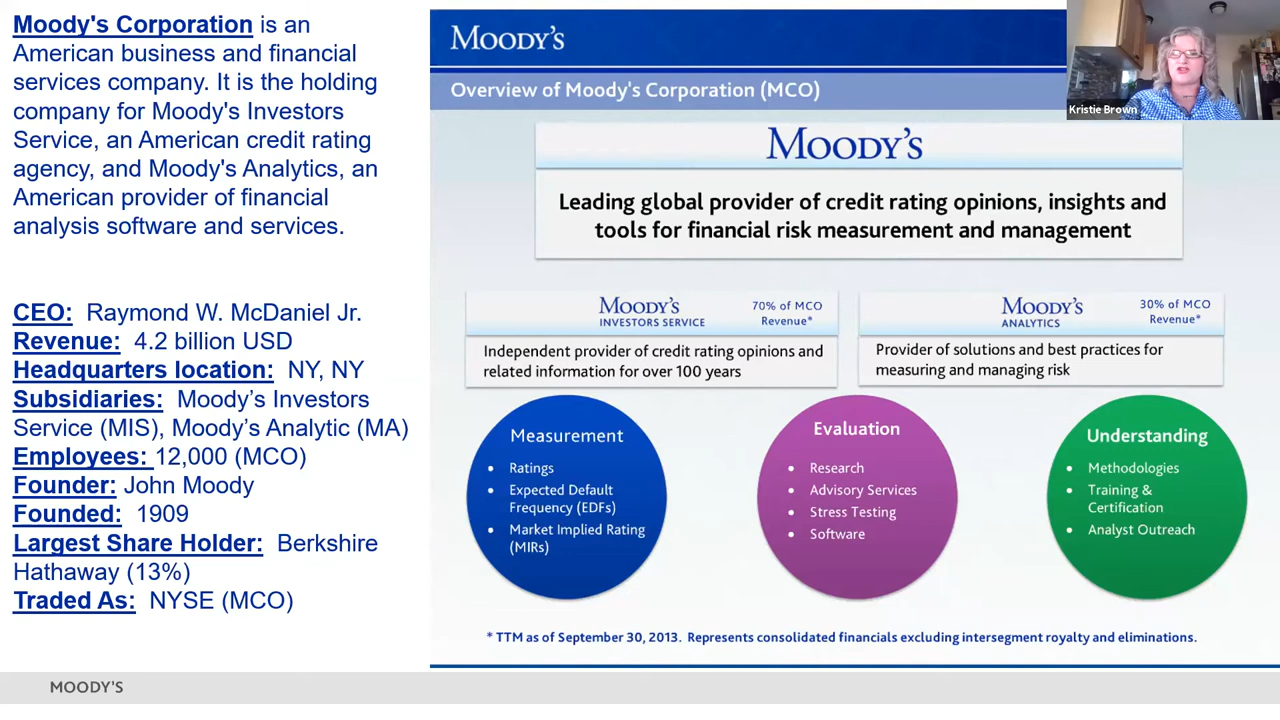 Moody's Corporation is an
American business and financial
services company. It is the holding
company for Moody's Investors
Service, an American credit rating
agency, and Moody's Analytics, an
American provider of financial
analysis software and services.
CEO: Raymond W. McDaniel Jr.
Revenue: 4.2 billion USD
Headquarters location: NY, NY
Subsidiaries: Moody’s Investors
Service (MIS), Moody’s Analytic (MA)
Employees: 12,000 (MCO)
Founder: John Moody
Founded: 1909
Largest Share Holder: Berkshire
Hathaway (13%)
Traded As: NYSE (MCO)
MOODY'S
Overview of Moody's Corporation (MCO)
Kristie Brown
MOODY'S
Leading global provider of credit rating opinions, insights and
tools for financial risk measurement and management
MOODY'S
INVESTORS SERVICE
70% of MCO
Revenue*
Independent provider of credit rating opinions and
related information for over 100 years
MOODY'S
ANALYTICS
30% of MCO
Revenue*
Provider of solutions and best practices for
measuring and managing risk
Measurement
• Ratings
• Expected Default
Frequency (EDFs)
• Market Implied Rating
(MIRs)
Evaluation
• Research
• Advisory Services
• Stress Testing
• Software
Understanding
• Methodologies
• Training &
Certification
• Analyst Outreach
* TTM as of September 30, 2013. Represents consolidated financials excluding intersegment royalty and eliminations.
MOODY'S